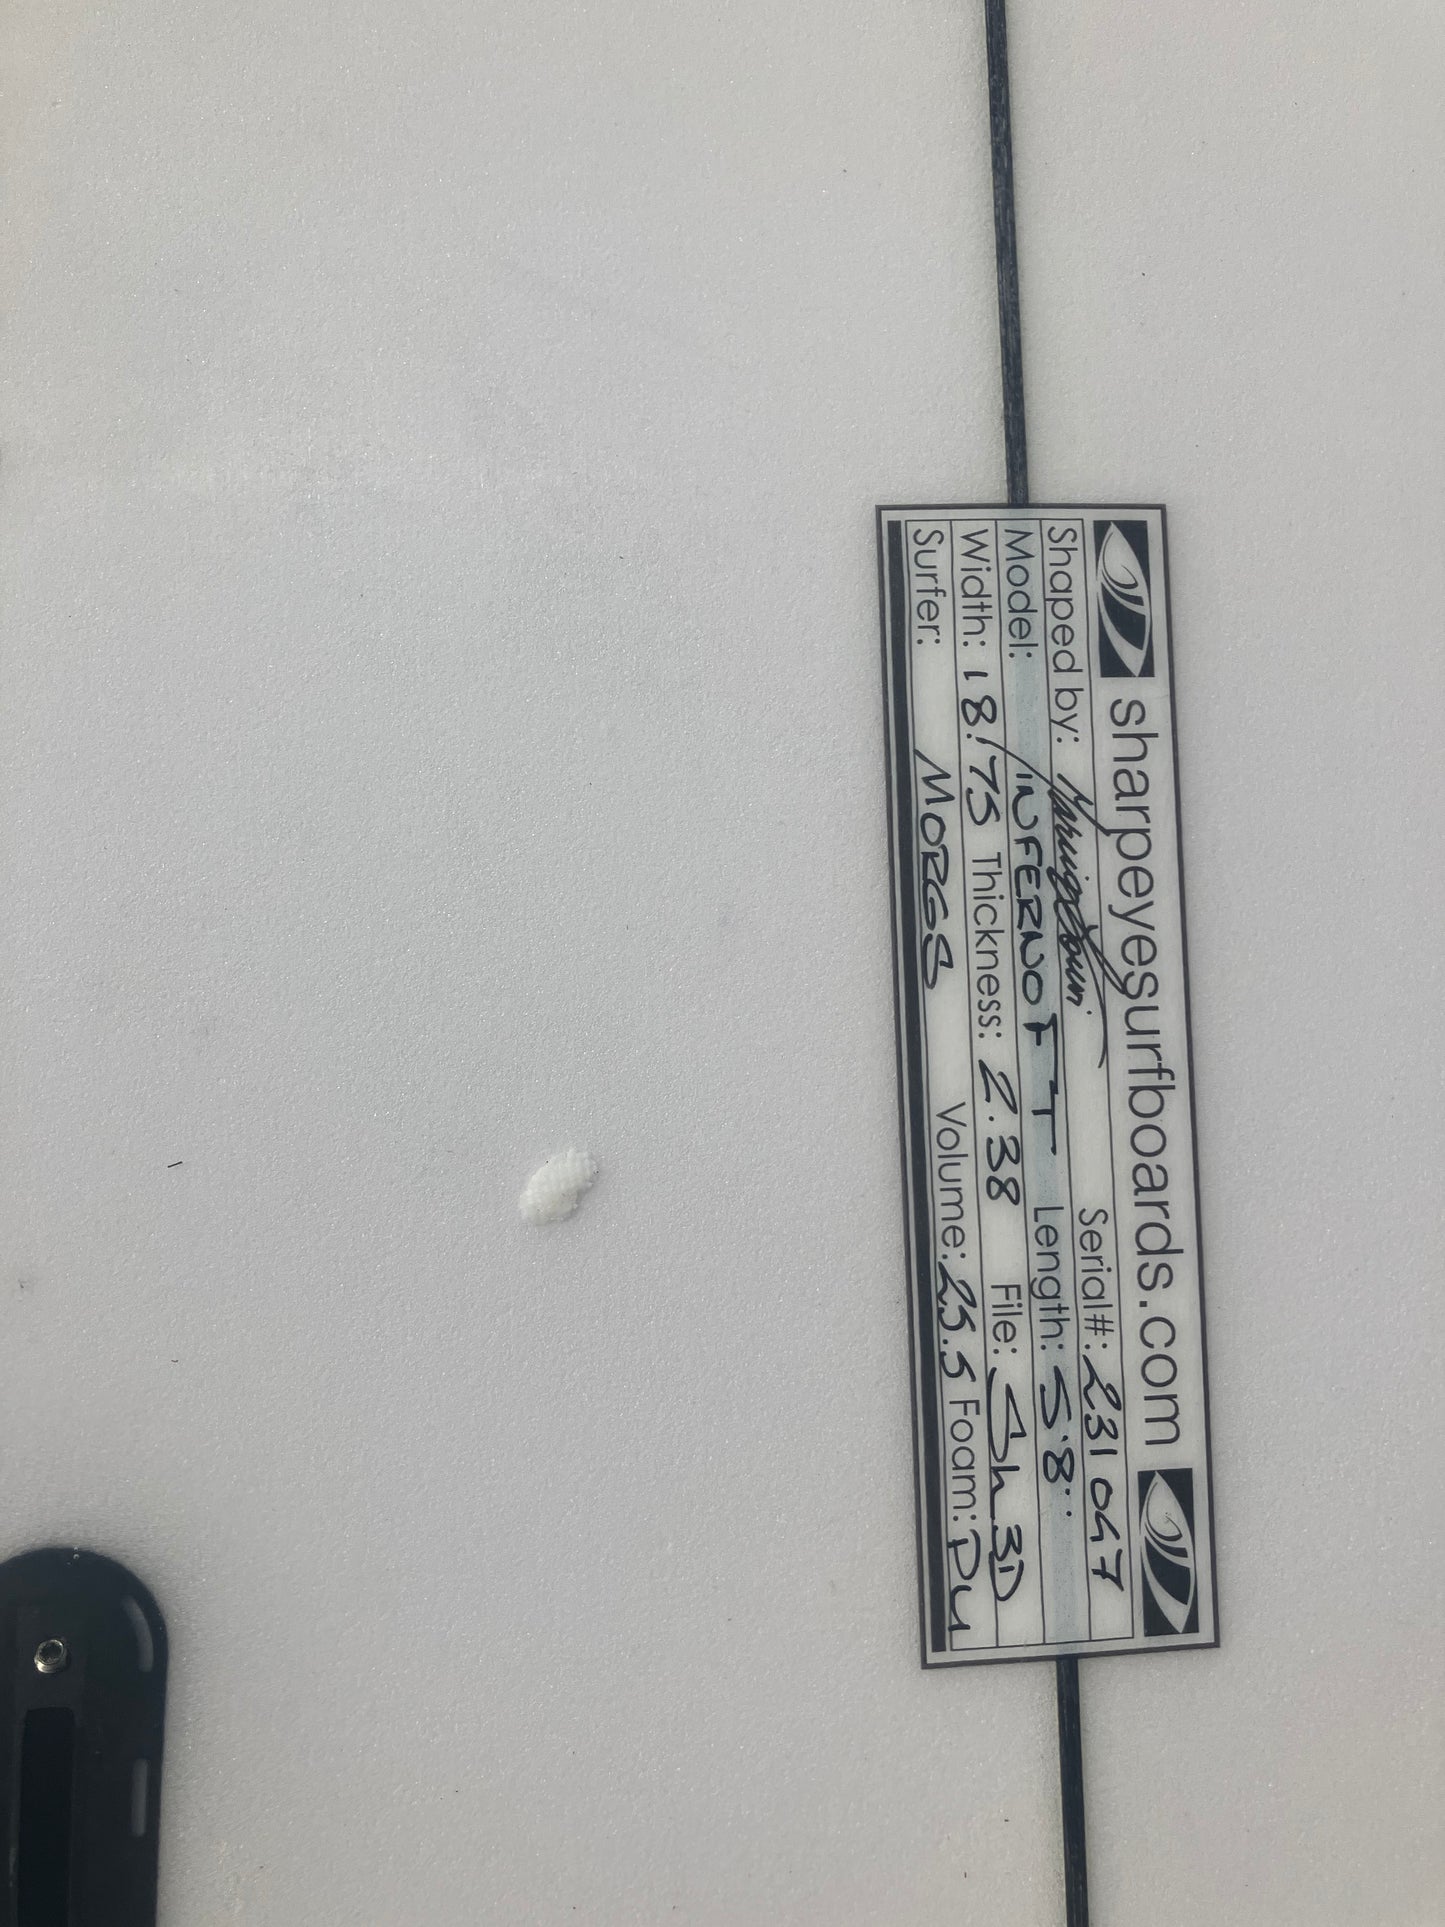 sharpeyesurfboards.com
Shaped by: Serial#: 231047
Model: INFERNO FT Length: 5'8"
Width: 18.75 Thickness: 2.38 File: Sh3D
Surfer: MORGS Volume: 25.5 Foam: PU